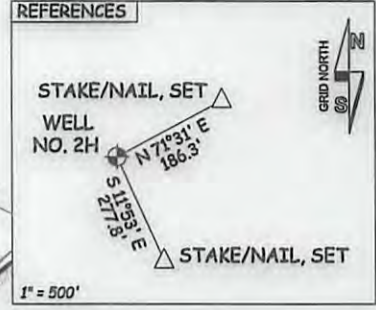 REFERENCES
N
GRID NORTH
S
STAKE/NAIL, SET
WELL
NO. 2H
N 71°31' E
186.3'
S 11°53' E
277.8'
STAKE/NAIL, SET
1" = 500'